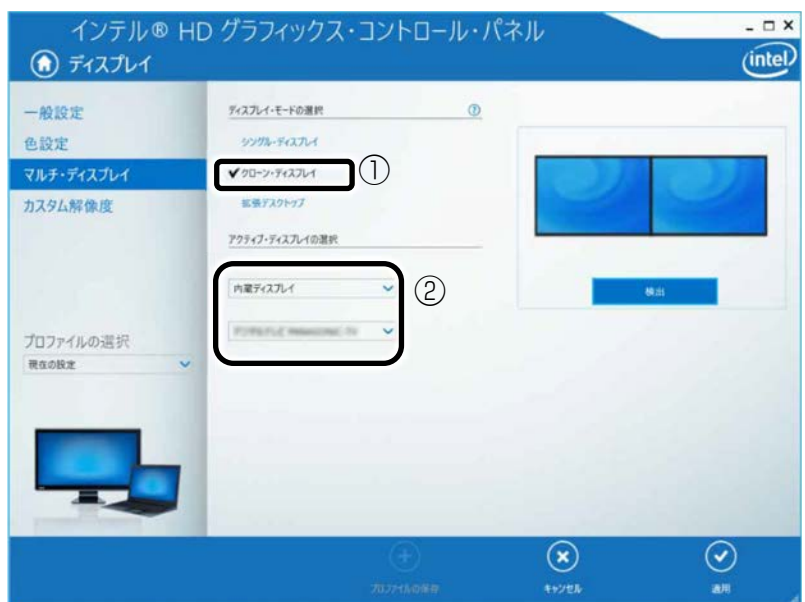 インテル® HD グラフィックス・コントロール・パネル
ディスプレイ
intel
一般設定
色設定
マルチ・ディスプレイ
カスタム解像度
プロファイルの選択
現在の設定
ディスプレイ・モードの選択
シングル・ディスプレイ
✔クローン・ディスプレイ
①
拡張デスクトップ
アクティブ・ディスプレイの選択
内蔵ディスプレイ
②
検出
プロファイルの保存
キャンセル
適用